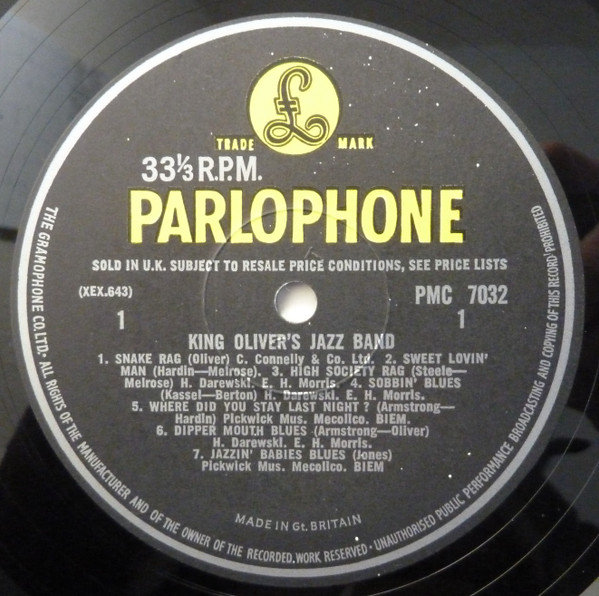 £
TRADE MARK
33⅓ R.P.M.
PARLOPHONE
SOLD IN U.K. SUBJECT TO RESALE PRICE CONDITIONS, SEE PRICE LISTS
(XEX.643) PMC 7032
1 1
KING OLIVER'S JAZZ BAND
1. SNAKE RAG (Oliver) C. Connelly & Co. Ltd. 2. SWEET LOVIN'
MAN (Hardin—Melrose). 3. HIGH SOCIETY RAG (Steele—
Melrose) H. Darewski. E. H. Morris. 4. SOBBIN' BLUES
(Kassel—Berton) H. Darewski. E. H. Morris.
5. WHERE DID YOU STAY LAST NIGHT? (Armstrong—
Hardin) Pickwick Mus. Mecolico. BIEM.
6. DIPPER MOUTH BLUES (Armstrong—Oliver)
H. Darewski. E. H. Morris.
7. JAZZIN' BABIES BLUES (Jones)
Pickwick Mus. Mecolico. BIEM
MADE IN Gt. BRITAIN
THE GRAMOPHONE CO. LTD. · ALL RIGHTS OF THE MANUFACTURER AND OF THE OWNER OF THE RECORDED WORK RESERVED · UNAUTHORISED PUBLIC PERFORMANCE BROADCASTING AND COPYING OF THIS RECORD PROHIBITED